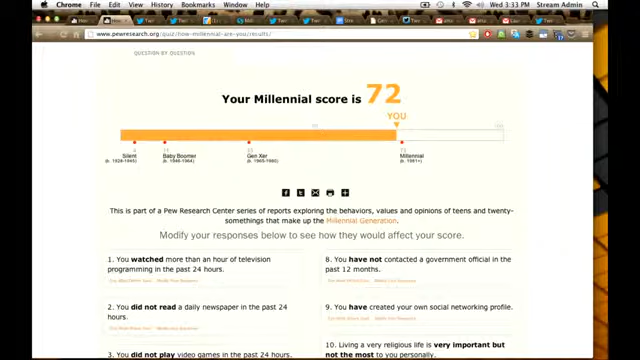 Chrome File Edit View History Bookmarks Window Help
Wed 3:33 PM Stream Admin
www.pewresearch.org/quiz/how-millennial-are-you/results/
QUESTION BY QUESTION
Your Millennial score is 72
YOU
Silent Baby Boomer Gen Xer Millennial
This is part of a Pew Research Center series of reports exploring the behaviors, values and opinions of teens and twenty-
somethings that make up the Millennial Generation.
Modify your responses below to see how they would affect your score.
1. You watched more than an hour of television
programming in the past 24 hours.
2. You did not read a daily newspaper in the past 24
hours.
3. You did not play video games in the past 24
8. You have not contacted a government official in the
past 12 months.
9. You have created your own social networking profile.
10. Living a very religious life is very important but
not the most to you personally.